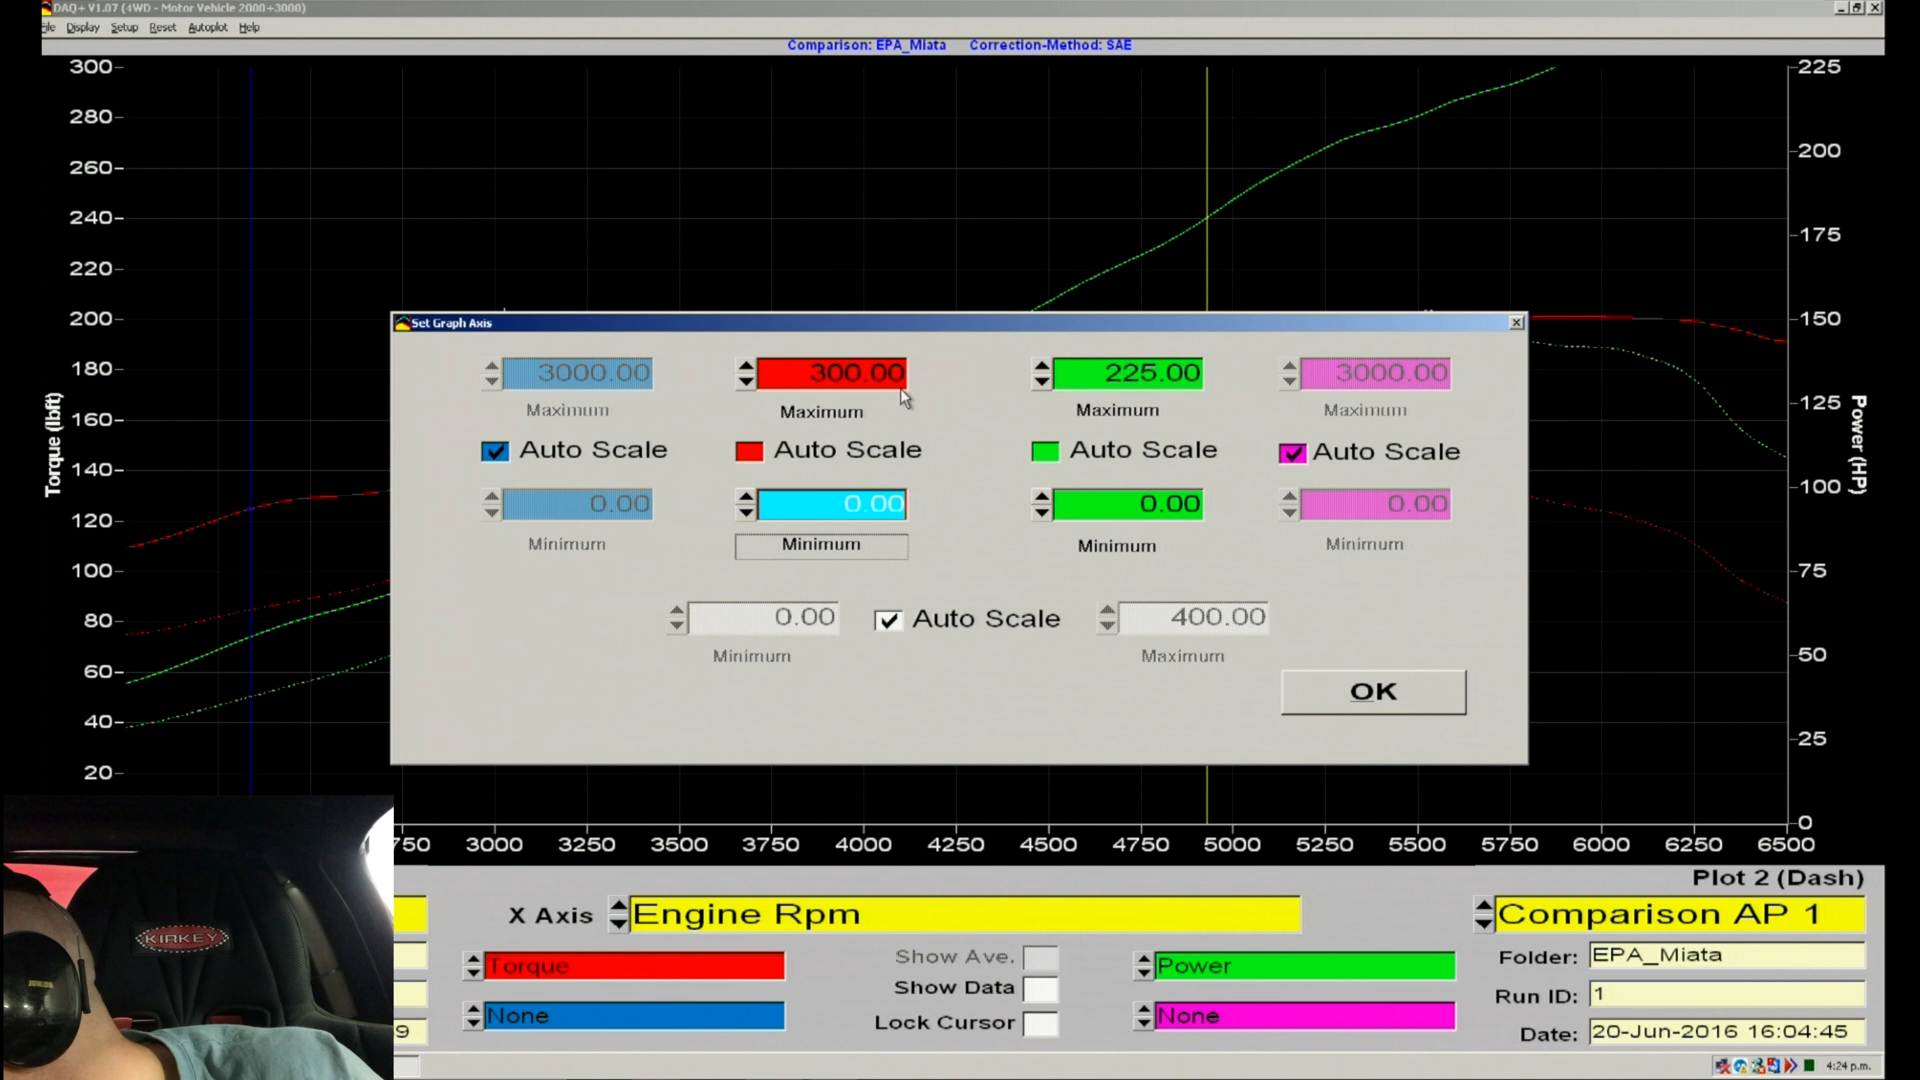 DAQ+ V1.07 (4WD - Motor Vehicle 2000+3000)
File Display Setup Reset Autoplot Help
Comparison: EPA_Miata Correction-Method: SAE
300 225
280
260 200
240
220 175
200 150
180
160 125
140
120 100
100 75
80
60 50
40 25
20
0
Torque (lbft)
Power (HP)
Set Graph Axis
3000.00 300.00 225.00 3000.00
Maximum Maximum Maximum Maximum
Auto Scale Auto Scale Auto Scale Auto Scale
0.00 0.00 0.00 0.00
Minimum Minimum Minimum Minimum
0.00 Auto Scale 400.00
Minimum Maximum
OK
750 3000 3250 3500 3750 4000 4250 4500 4750 5000 5250 5500 5750 6000 6250 6500
Plot 2 (Dash)
X Axis Engine Rpm Comparison AP 1
Torque Show Ave. Power Folder: EPA_Miata
Show Data Run ID: 1
None Lock Cursor None
9 Date: 20-Jun-2016 16:04:45
4:24 p.m.
KIRKEY
JUNIOR